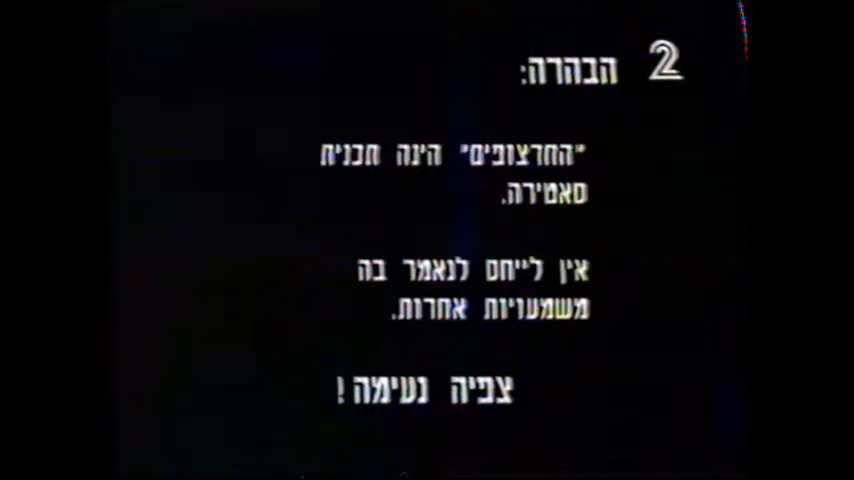 הבהרה: 2
"החרצופים" הינה תכנית
סאטירה.
אין לייחס לנאמר בה
משמעויות אחרות.
צפיה נעימה!